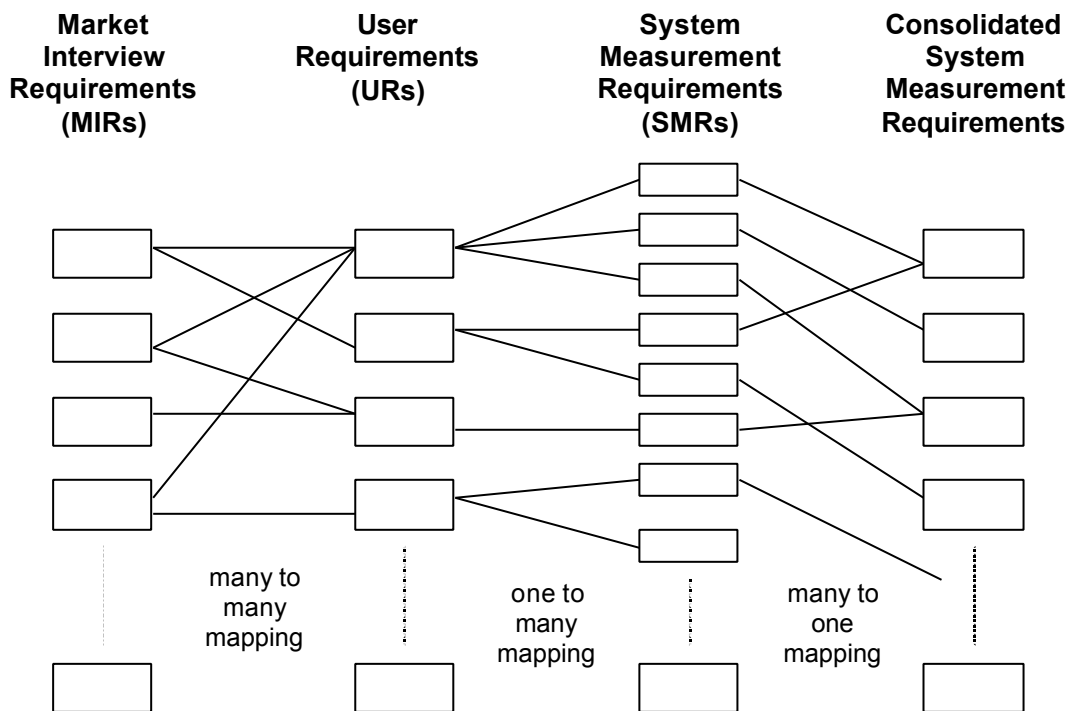 Market
Interview
Requirements
(MIRs)
User
Requirements
(URs)
System
Measurement
Requirements
(SMRs)
Consolidated
System
Measurement
Requirements
many to
many
mapping
one to
many
mapping
many to
one
mapping